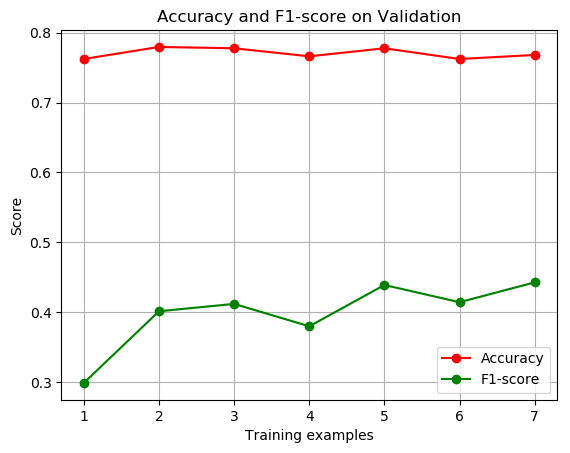 Accuracy and F1-score on Validation
0.8
0.7
0.6
0.5
0.4
0.3
Score
1 2 3 4 5 6 7
Training examples
Accuracy
F1-score